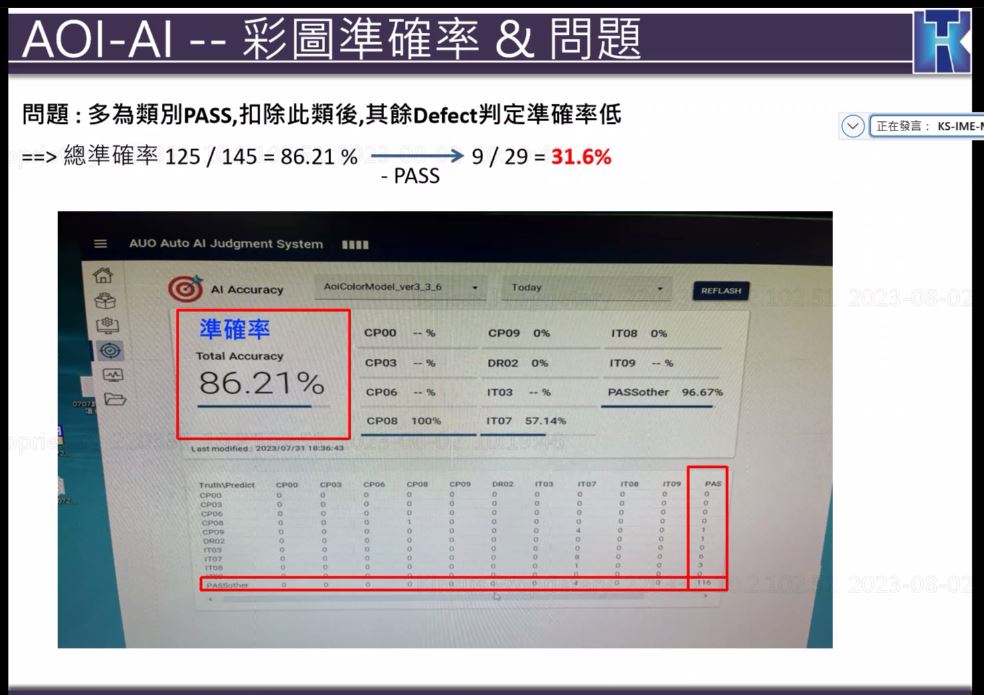 AOI-AI -- 彩圖準確率 & 問題
問題 : 多為類別PASS,扣除此類後,其餘Defect判定準確率低
正在發言： KS-IME-
==> 總準確率 125 / 145 = 86.21 % 9 / 29 = 31.6%
- PASS
AUO Auto AI Judgment System
AI Accuracy AoiColorModel_ver3_3_6 Today REFLASH
準確率
Total Accuracy
86.21%
CP00 -- % CP09 0% IT08 0%
CP03 -- % DR02 0% IT09 -- %
CP06 -- % IT03 -- % PASSother 96.67%
CP08 100% IT07 57.14%
Last modified : 2023/07/31 18:36:43
Truth\Predict CP00 CP03 CP06 CP08 CP09 DR02 IT03 IT07 IT08 IT09 PAS
CP00 0 0 0 0 0 0 0 0 0 0 0
CP03 0 0 0 0 0 0 0 0 0 0 0
CP06 0 0 0 0 0 0 0 0 0 0 0
CP08 0 0 0 1 0 0 0 0 0 0 0
CP09 0 0 0 0 0 0 0 4 0 0 1
DR02 0 0 0 0 0 0 0 0 0 0 1
IT03 0 0 0 0 0 0 0 0 0 0 0
IT07 0 0 0 0 0 0 0 8 0 0 6
IT08 0 0 0 0 0 0 0 1 0 0 3
PASSother 0 0 0 0 0 0 0 4 0 0 116
2023-08-02
2023-08-02